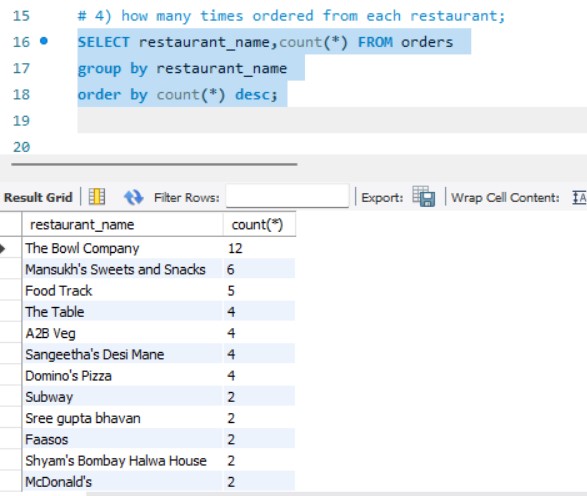 15 # 4) how many times ordered from each restaurant;
16 SELECT restaurant_name,count(*) FROM orders
17 group by restaurant_name
18 order by count(*) desc;
19
20
Result Grid Filter Rows: Export: Wrap Cell Content:
restaurant_name count(*)
The Bowl Company 12
Mansukh's Sweets and Snacks 6
Food Track 5
The Table 4
A2B Veg 4
Sangeetha's Desi Mane 4
Domino's Pizza 4
Subway 2
Sree gupta bhavan 2
Faasos 2
Shyam's Bombay Halwa House 2
McDonald's 2